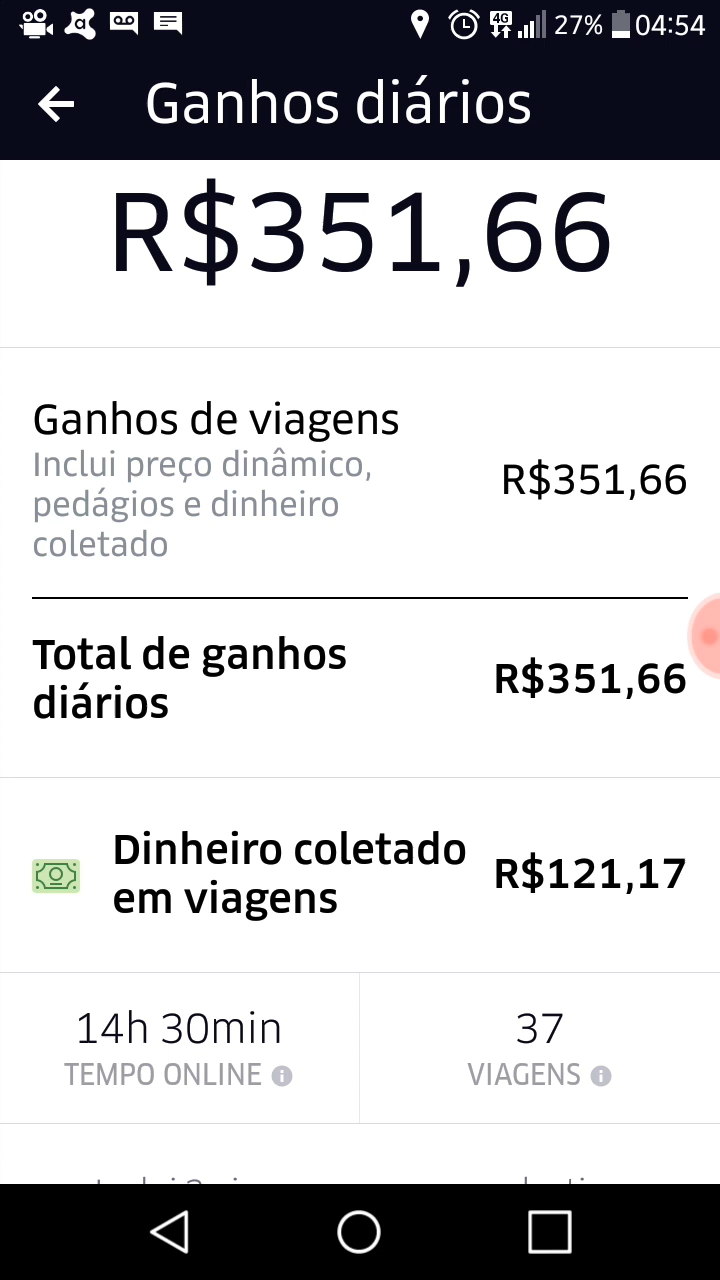 4G 27% 04:54
Ganhos diários
R$351,66
Ganhos de viagens
Inclui preço dinâmico,
pedágios e dinheiro
coletado
R$351,66
Total de ganhos
diários
R$351,66
Dinheiro coletado
em viagens
R$121,17
14h 30min
TEMPO ONLINE
37
VIAGENS